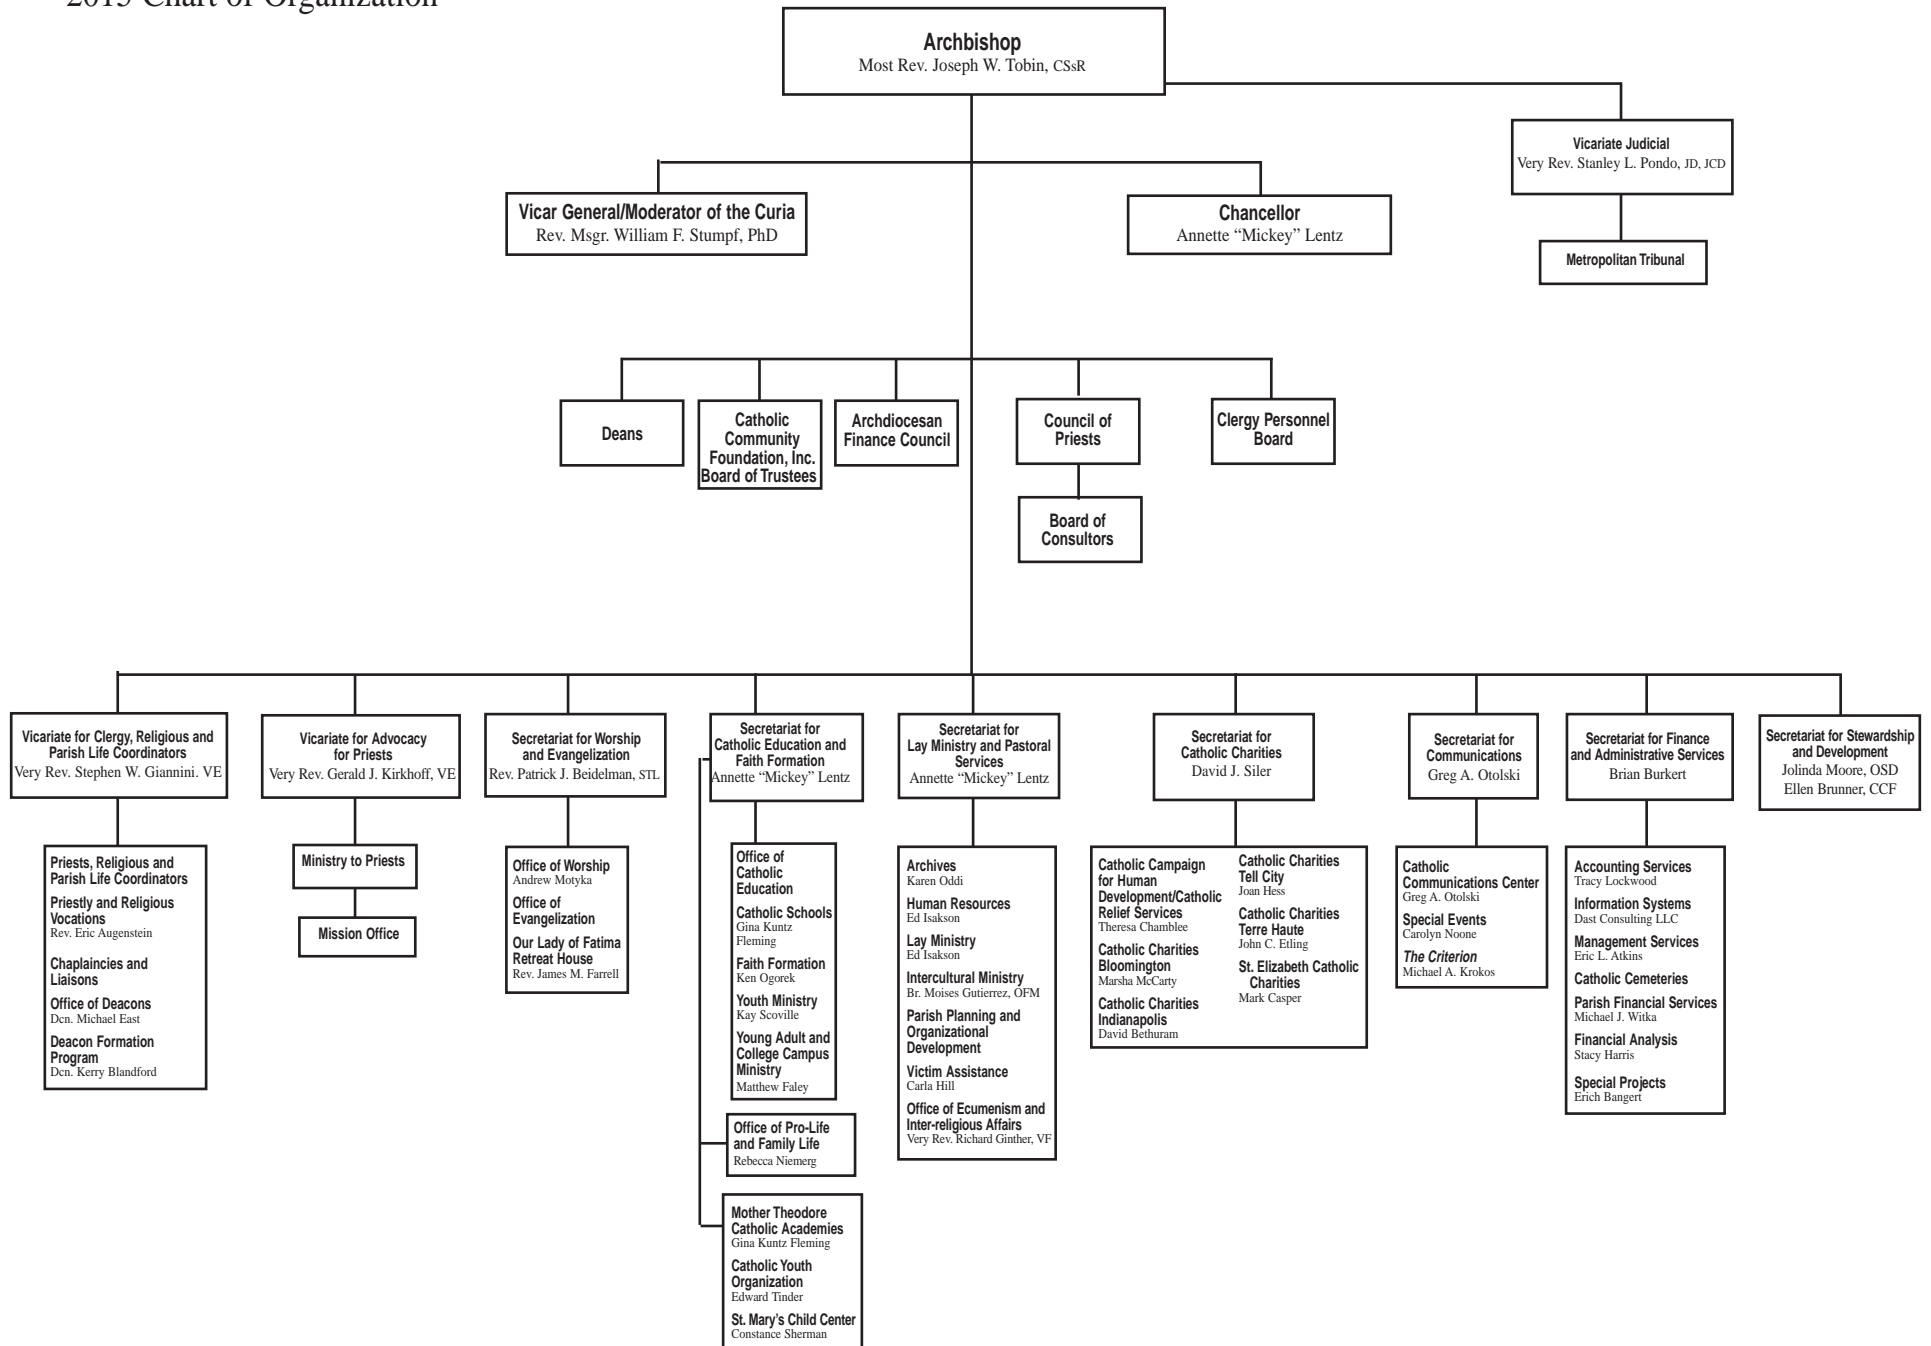 2015 Chart of Organization
Archbishop
Most Rev. Joseph W. Tobin, CSsR
Vicariate Judicial
Very Rev. Stanley L. Pondo, JD, JCD
Metropolitan Tribunal
Vicar General/Moderator of the Curia
Rev. Msgr. William F. Stumpf, PhD
Chancellor
Annette “Mickey” Lentz
Deans
Catholic
Community
Foundation, Inc.
Board of Trustees
Archdiocesan
Finance Council
Council of
Priests
Clergy Personnel
Board
Board of
Consultors
Vicariate for Clergy, Religious and
Parish Life Coordinators
Very Rev. Stephen W. Giannini. VE
Priests, Religious and
Parish Life Coordinators
Priestly and Religious
Vocations
Rev. Eric Augenstein
Chaplaincies and
Liaisons
Office of Deacons
Dcn. Michael East
Deacon Formation
Program
Dcn. Kerry Blandford
Vicariate for Advocacy
for Priests
Very Rev. Gerald J. Kirkhoff, VE
Ministry to Priests
Mission Office
Secretariat for Worship
and Evangelization
Rev. Patrick J. Beidelman, STL
Office of Worship
Andrew Motyka
Office of
Evangelization
Our Lady of Fatima
Retreat House
Rev. James M. Farrell
Secretariat for
Catholic Education and
Faith Formation
Annette “Mickey” Lentz
Office of
Catholic
Education
Catholic Schools
Gina Kuntz
Fleming
Faith Formation
Ken Ogorek
Youth Ministry
Kay Scoville
Young Adult and
College Campus
Ministry
Matthew Faley
Office of Pro-Life
and Family Life
Rebecca Niemerg
Mother Theodore
Catholic Academies
Gina Kuntz Fleming
Catholic Youth
Organization
Edward Tinder
St. Mary’s Child Center
Constance Sherman
Secretariat for
Lay Ministry and Pastoral
Services
Annette “Mickey” Lentz
Archives
Karen Oddi
Human Resources
Ed Isakson
Lay Ministry
Ed Isakson
Intercultural Ministry
Br. Moises Gutierrez, OFM
Parish Planning and
Organizational
Development
Victim Assistance
Carla Hill
Office of Ecumenism and
Inter-religious Affairs
Very Rev. Richard Ginther, VF
Secretariat for
Catholic Charities
David J. Siler
Catholic Campaign
for Human
Development/Catholic
Relief Services
Theresa Chamblee
Catholic Charities
Bloomington
Marsha McCarty
Catholic Charities
Indianapolis
David Bethuram
Catholic Charities
Tell City
Joan Hess
Catholic Charities
Terre Haute
John C. Etling
St. Elizabeth Catholic
Charities
Mark Casper
Secretariat for
Communications
Greg A. Otolski
Catholic
Communications Center
Greg A. Otolski
Special Events
Carolyn Noone
The Criterion
Michael A. Krokos
Secretariat for Finance
and Administrative Services
Brian Burkert
Accounting Services
Tracy Lockwood
Information Systems
Dast Consulting LLC
Management Services
Eric L. Atkins
Catholic Cemeteries
Parish Financial Services
Michael J. Witka
Financial Analysis
Stacy Harris
Special Projects
Erich Bangert
Secretariat for Stewardship
and Development
Jolinda Moore, OSD
Ellen Brunner, CCF